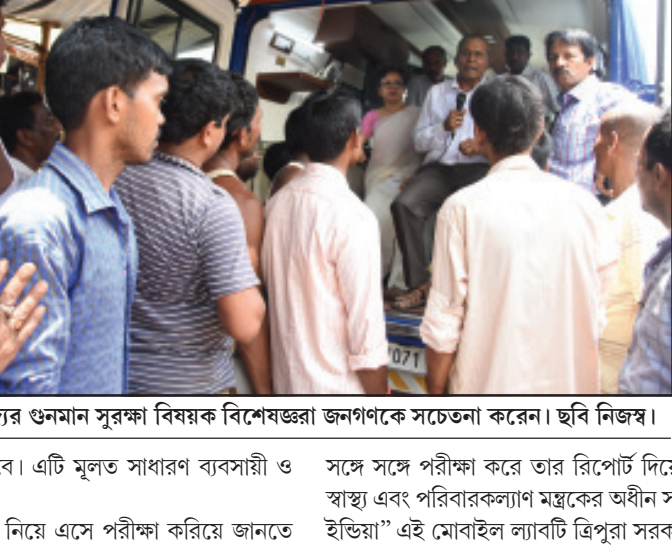 071
গুনমান সুরক্ষা বিষয়ক বিশেষজ্ঞরা জনগণকে সচেতনা করেন। ছবি নিজস্ব।
এটি মূলত সাধারণ ব্যবসায়ী ও
নিয়ে এসে পরীক্ষা করিয়ে জানতে
সঙ্গে সঙ্গে পরীক্ষা করে তার রিপোর্ট
স্বাস্থ্য এবং পরিবারকল্যাণ মন্ত্রকের অধীন
ইন্ডিয়া” এই মোবাইল ল্যাবটি ত্রিপুরা